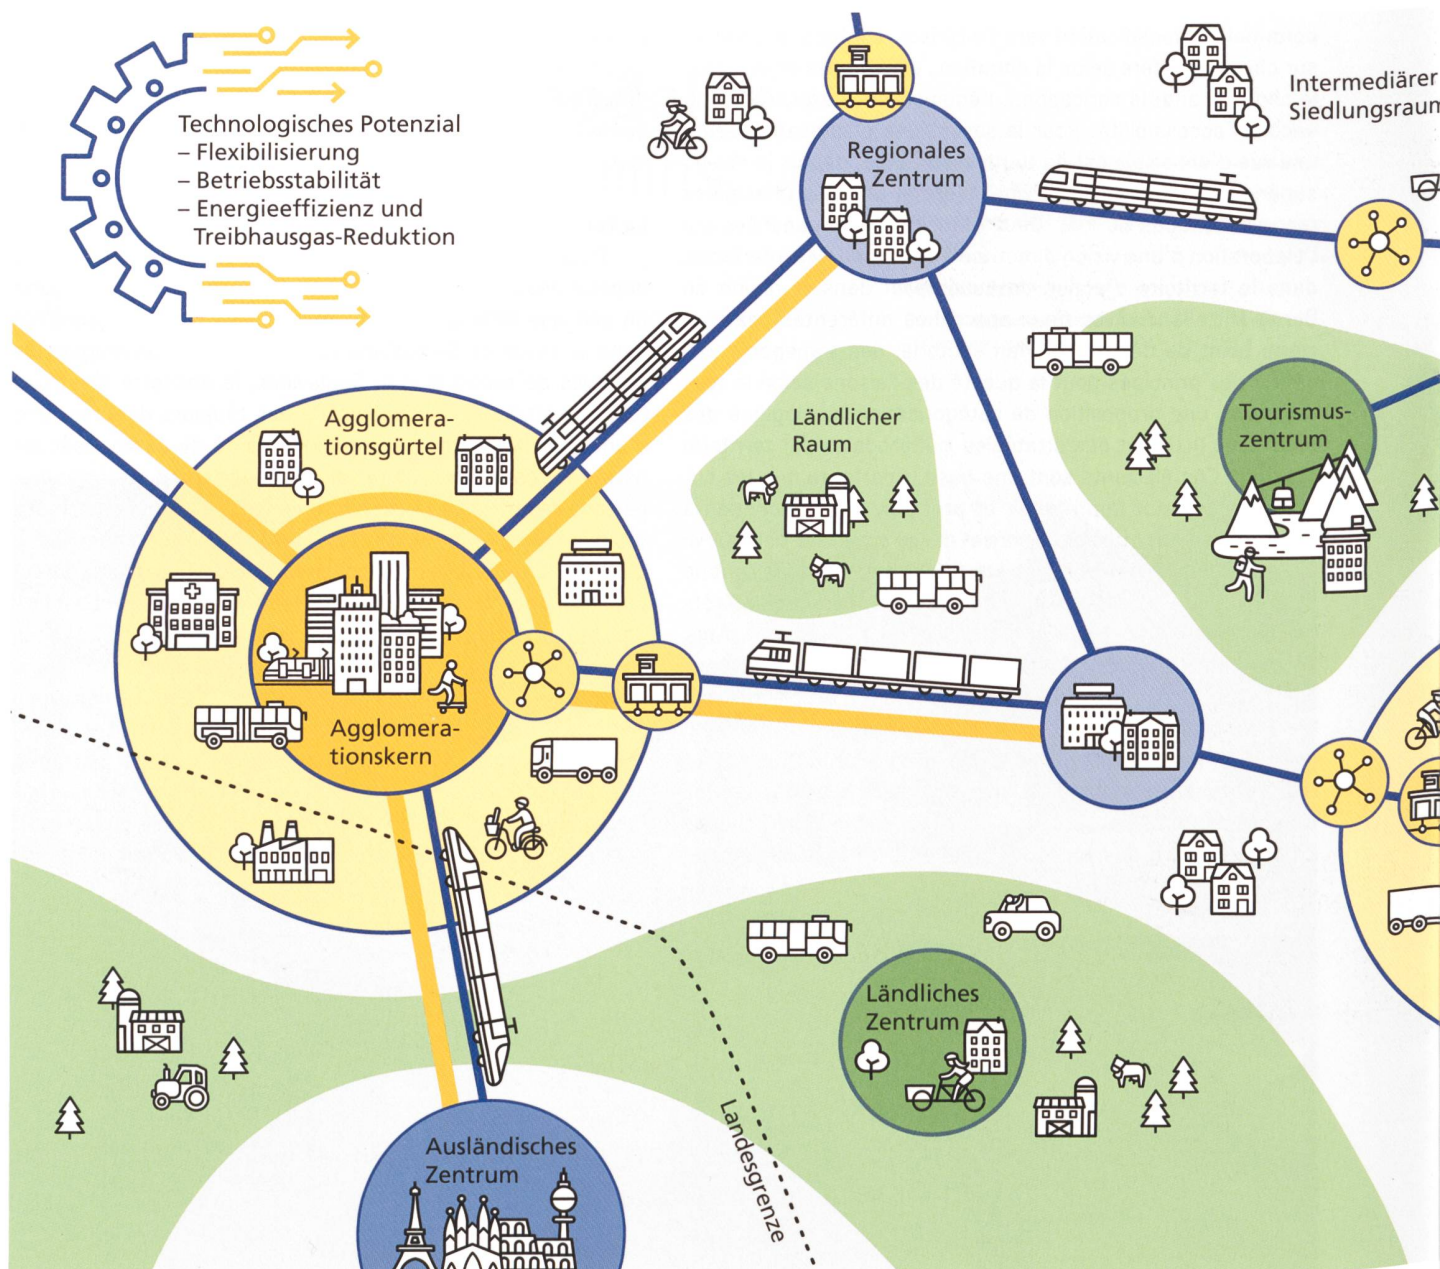 Technologisches Potenzial
– Flexibilisierung
– Betriebsstabilität
– Energieeffizienz und
Treibhausgas-Reduktion
Regionales
Zentrum
Intermediärer
Siedlungsraum
Agglomera-
tionsgürtel
Ländlicher
Raum
Tourismus-
zentrum
Agglomera-
tionskern
Ländliches
Zentrum
Landesgrenze
Ausländisches
Zentrum